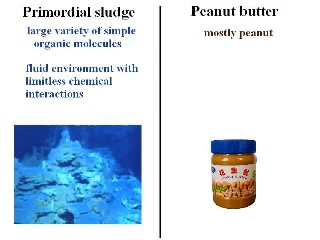 Primordial sludge
large variety of simple
organic molecules
fluid environment with
limitless chemical
interactions
Peanut butter
mostly peanut